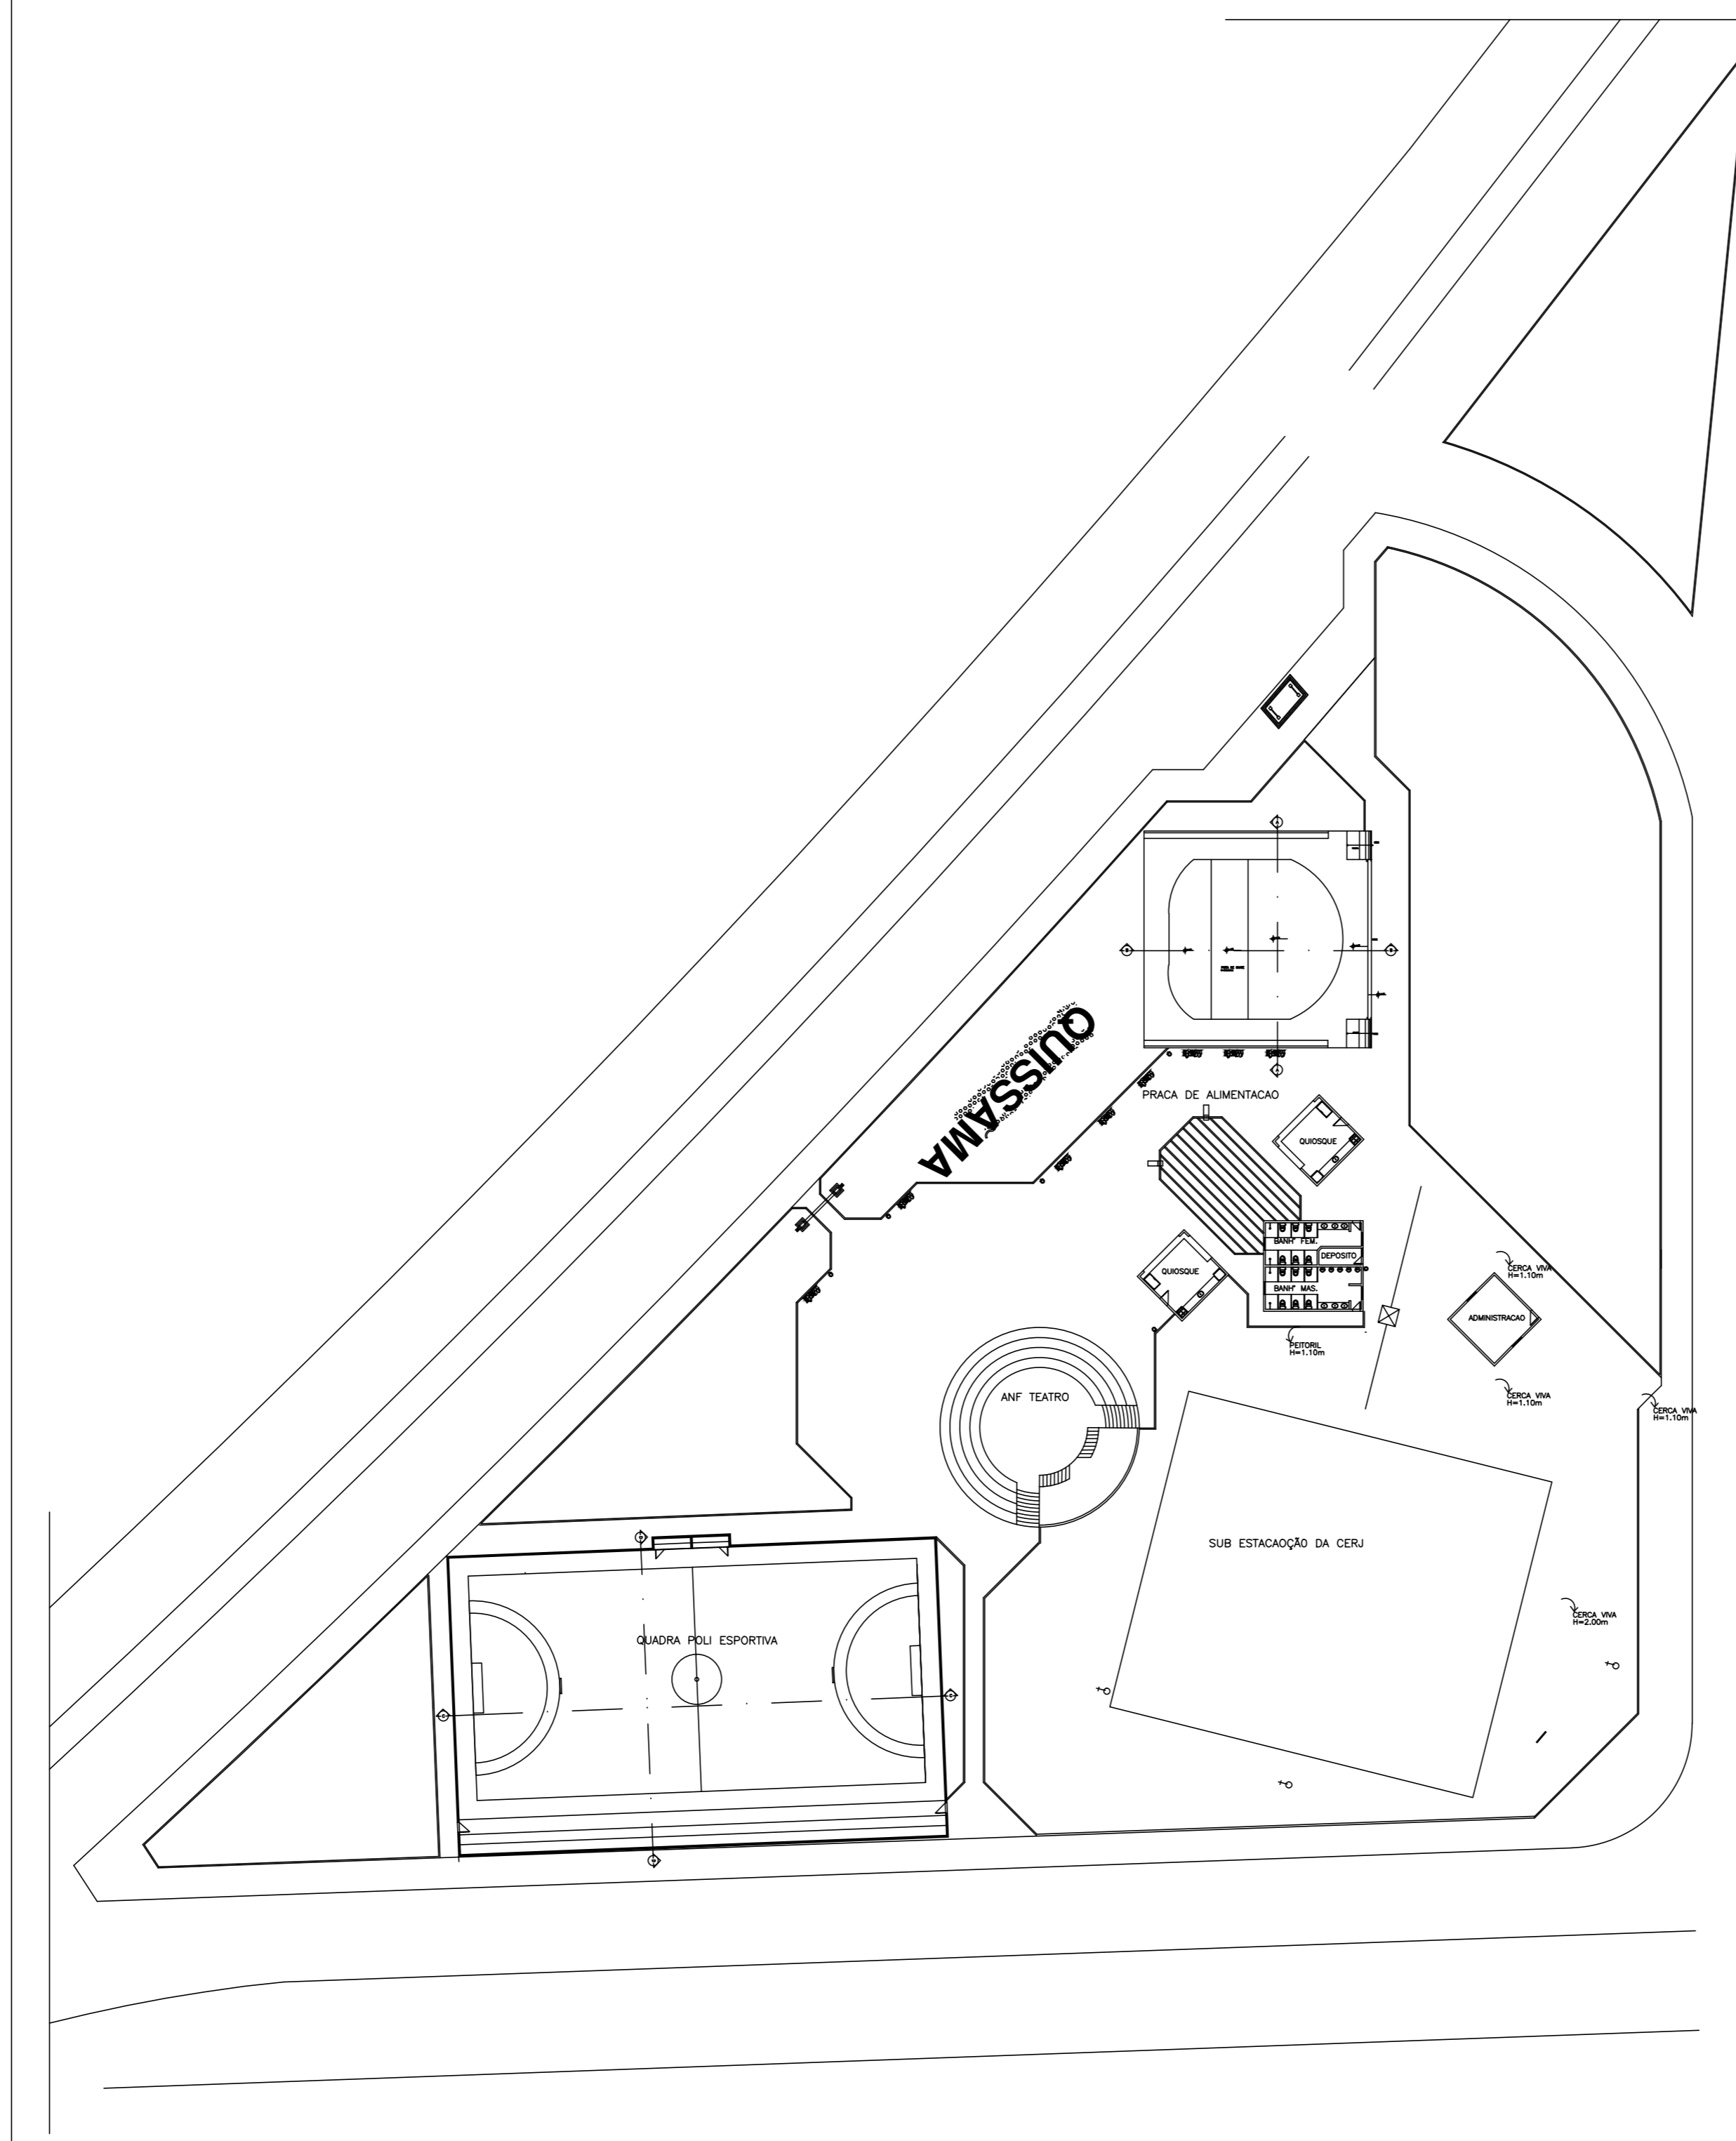 QUISSAMA
PRACA DE ALIMENTACAO
QUIOSQUE
BANHº FEM.
DEPOSITO
QUIOSQUE
BANHº MAS.
CERCA VIVA
H=1.10m
ADMINISTRACAO
PEITORIL
H=1.10m
ANF TEATRO
CERCA VIVA
H=1.10m
CERCA VIVA
H=1.10m
SUB ESTACAOÇÃO DA CERJ
CERCA VIVA
H=2.00m
QUADRA POLI ESPORTIVA